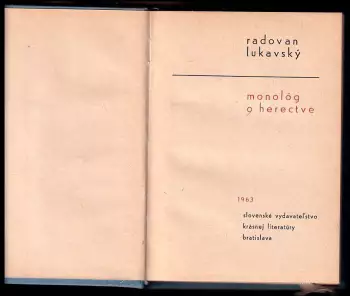 radovan
lukavský
monológ
o herectve
1963
slovenské vydavateľstvo
krásnej literatúry
bratislava